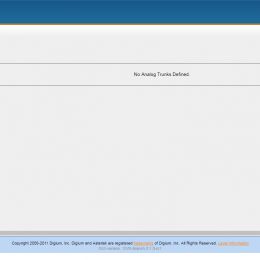 No Analog Trunks Defined.
Copyright 2006-2011 Digium, Inc. Digium and Asterisk are registered trademarks of Digium, Inc. All Rights Reserved. Legal Information